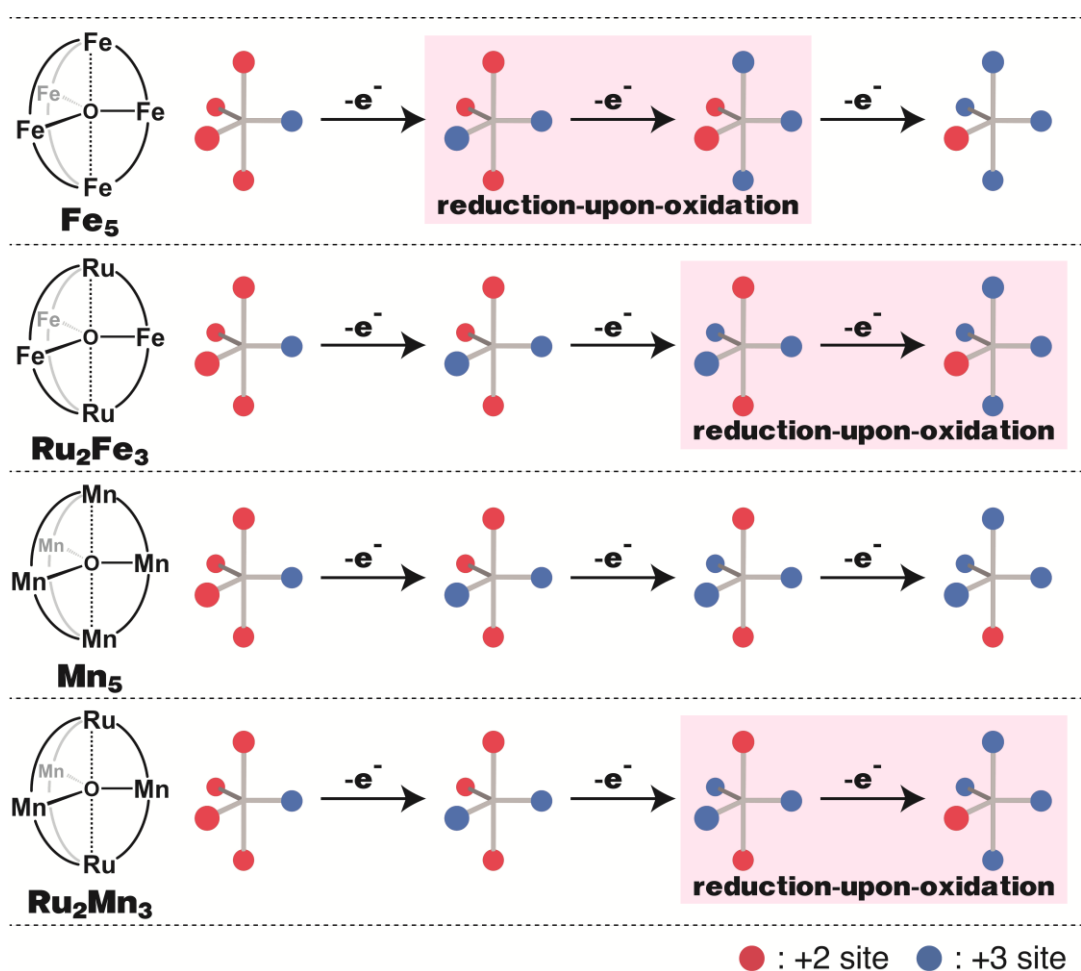 Fe
Fe
O
Fe
Fe
Fe
Fe₅
-e⁻
-e⁻
-e⁻
reduction-upon-oxidation
Ru
Fe
O
Fe
Fe
Ru
Ru₂Fe₃
-e⁻
-e⁻
-e⁻
reduction-upon-oxidation
Mn
Mn
O
Mn
Mn
Mn
Mn₅
-e⁻
-e⁻
-e⁻
Ru
Mn
O
Mn
Mn
Ru
Ru₂Mn₃
-e⁻
-e⁻
-e⁻
reduction-upon-oxidation
: +2 site : +3 site